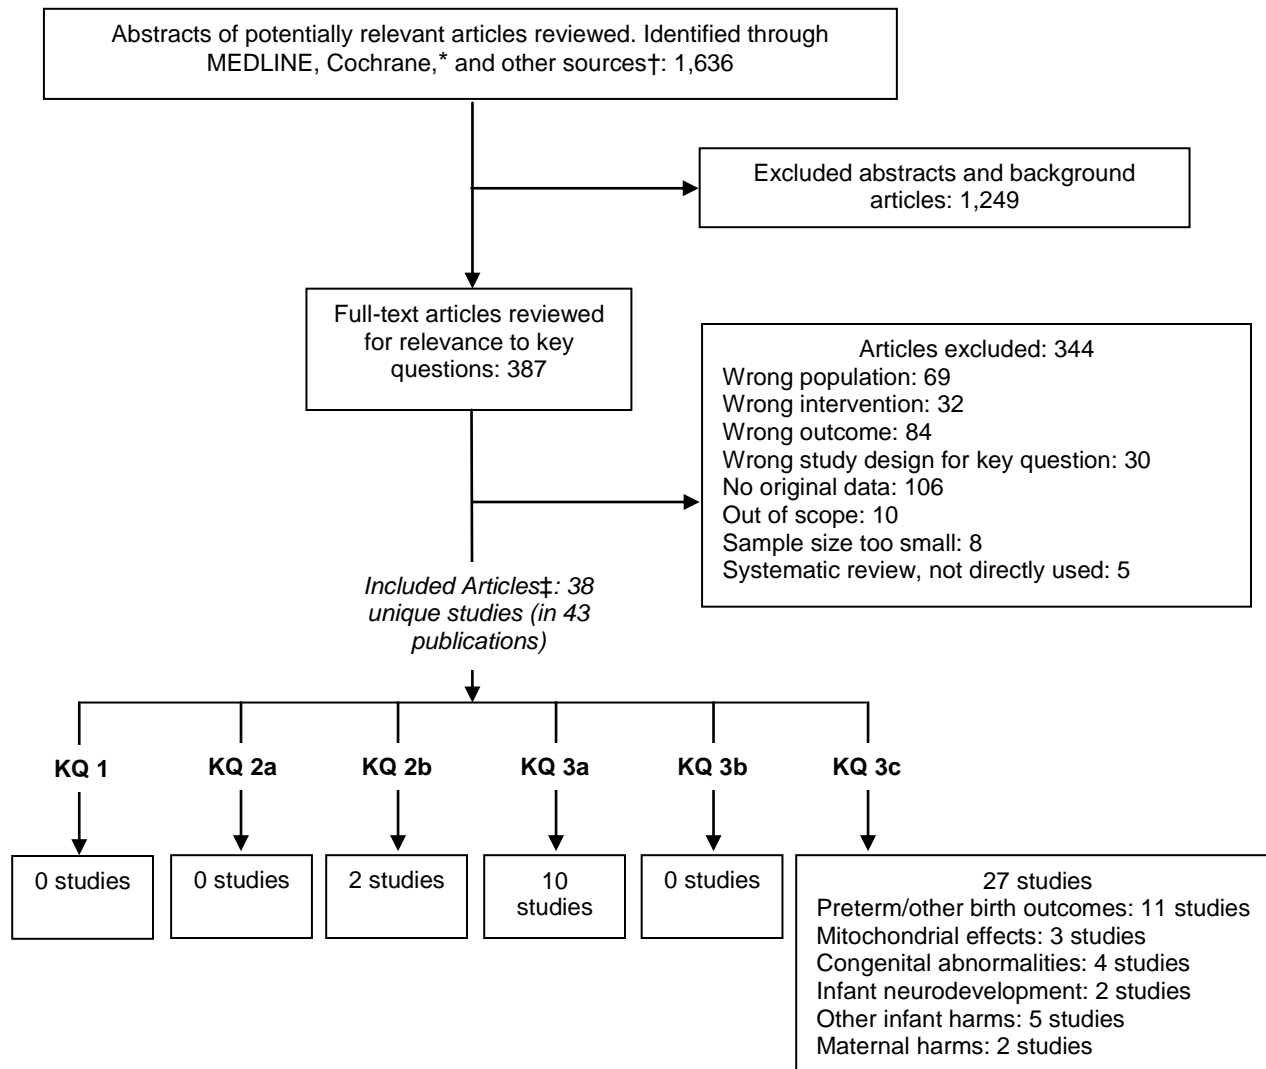 Abstracts of potentially relevant articles reviewed. Identified through
MEDLINE, Cochrane,* and other sources†: 1,636
Excluded abstracts and background
articles: 1,249
Full-text articles reviewed
for relevance to key
questions: 387
Articles excluded: 344
Wrong population: 69
Wrong intervention: 32
Wrong outcome: 84
Wrong study design for key question: 30
No original data: 106
Out of scope: 10
Sample size too small: 8
Systematic review, not directly used: 5
Included Articles‡: 38
unique studies (in 43
publications)
KQ 1
KQ 2a
KQ 2b
KQ 3a
KQ 3b
KQ 3c
0 studies
0 studies
2 studies
10
studies
0 studies
27 studies
Preterm/other birth outcomes: 11 studies
Mitochondrial effects: 3 studies
Congenital abnormalities: 4 studies
Infant neurodevelopment: 2 studies
Other infant harms: 5 studies
Maternal harms: 2 studies